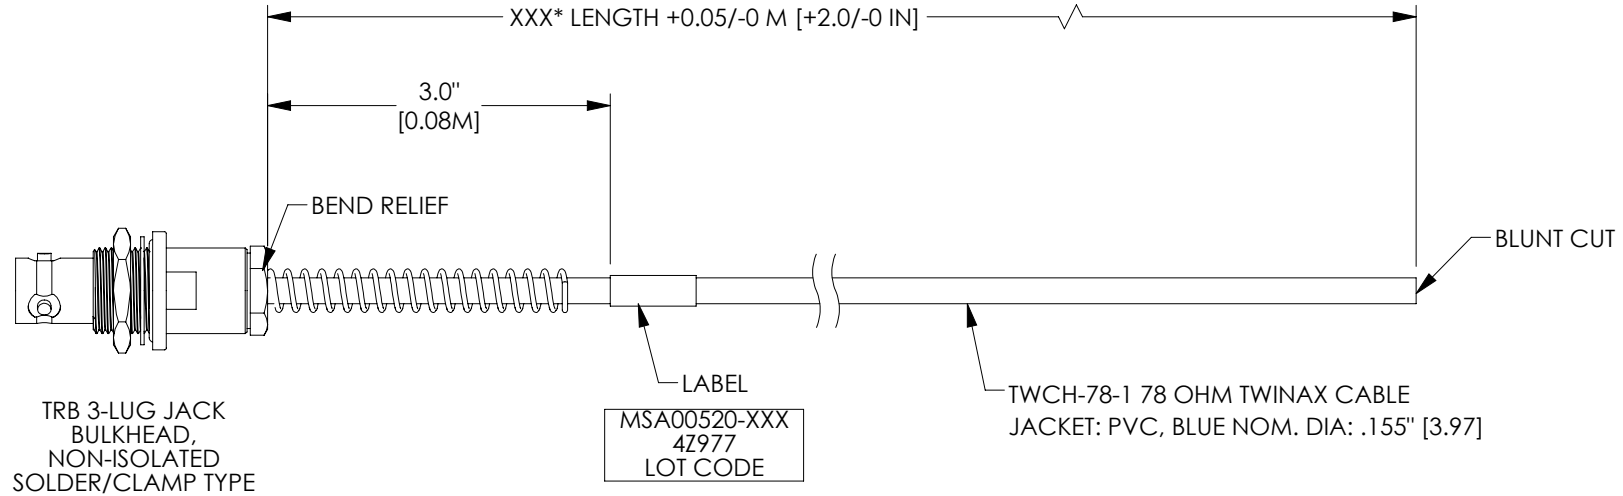 XXX* LENGTH +0.05/-0 M [+2.0/-0 IN]
3.0"
[0.08M]
BEND RELIEF
BLUNT CUT
LABEL
MSA00520-XXX
4Z977
LOT CODE
TWCH-78-1 78 OHM TWINAX CABLE
JACKET: PVC, BLUE NOM. DIA: .155" [3.97]
TRB 3-LUG JACK
BULKHEAD,
NON-ISOLATED
SOLDER/CLAMP TYPE